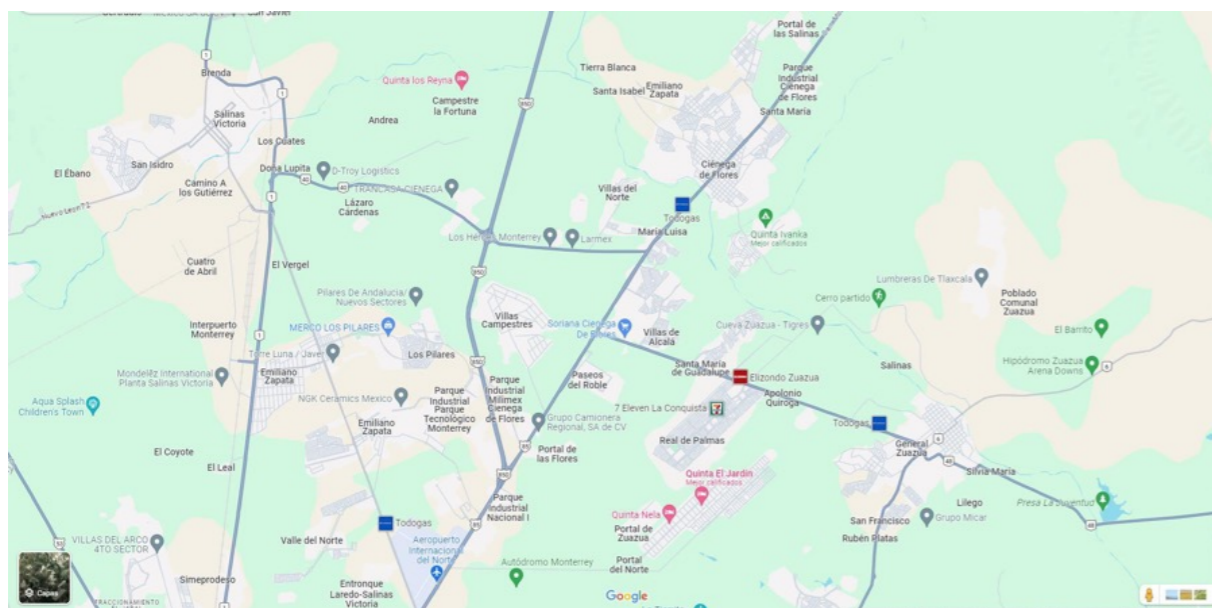 Portal de
las Salinas
Brenda
Quinta los Reyna
Campestre
la Fortuna
Tierra Blanca
Santa Isabel
Emiliano
Zapata
Parque
Industrial
Ciénega
de Flores
Santa María
Salinas
Victoria
Andrea
Los Cuates
San Isidro
El Ébano
Dona Lupita
D-Troy Logistics
TRANCASA CIENEGA
Camino A
los Gutiérrez
Lázaro
Cárdenas
Ciénega
de Flores
Villas del
Norte
Todogas
María Luisa
Quinta Ivanka
Mejor calificados
Los Héroes Monterrey
Larmex
Cuatro
de Abril
El Vergel
Pilares De Andalucia/
Nuevos Sectores
Lumbreras De Tlaxcala
Poblado
Comunal
Zuazua
Cerro partido
Villas
Campestres
Soriana Cienega
De Flores
Villas de
Alcalá
Cueva Zuazua - Tigres
El Barrito
Interpuerto
Monterrey
MERCO LOS PILARES
Torre Luna / Javer
Los Pilares
Santa María
de Guadalupe
Salinas
Hipódromo Zuazua
Arena Downs
Mondelēz International
Planta Salinas Victoria
Emiliano
Zapata
Paseos
del Roble
Elizondo Zuazua
Apolonio
Quiroga
Aqua Splash
Children's Town
NGK Ceramics Mexico
Parque
Industrial
Parque
Tecnológico
Monterrey
Parque
Industrial
Milimex
Cienega
de Flores
7 Eleven La Conquista
Grupo Camionera
Regional, SA de CV
Emiliano
Zapata
Todogas
El Coyote
El Leal
Portal de
las Flores
Real de Palmas
General
Zuazua
Silvia María
Quinta El Jardin
Mejor calificados
Parque
Industrial
Nacional I
Quinta Nela
Lilego
Presa La Juventud
Todogas
Portal de
Zuazua
San Francisco
Grupo Micar
Rubén Platas
VILLAS DEL ARCO
4TO SECTOR
Valle del Norte
Aeropuerto
Internacional
del Norte
Autódromo Monterrey
Portal
del Norte
Simeprodeso
Entronque
Laredo-Salinas
Victoria
Capas
Google